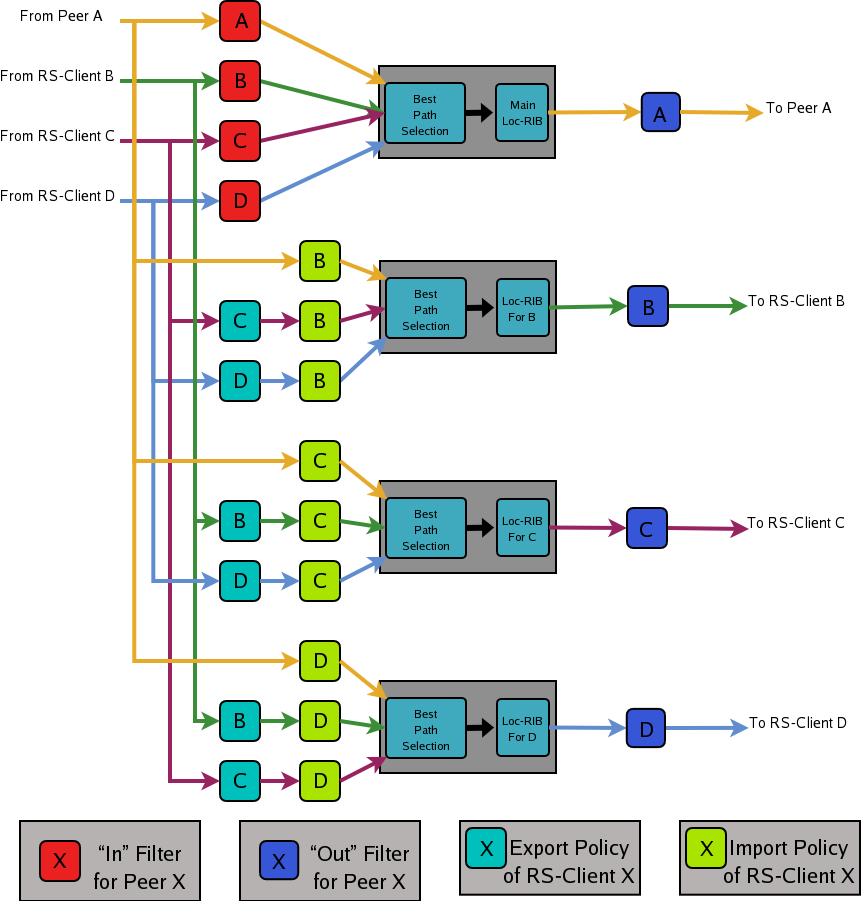 From Peer A
A
From RS-Client B
B
Best
Path
Selection
Main
Loc-RIB
A
To Peer A
From RS-Client C
C
From RS-Client D
D
B
C
B
Best
Path
Selection
Loc-RIB
For B
B
To RS-Client B
D
B
C
B
C
Best
Path
Selection
Loc-RIB
For C
C
To RS-Client C
D
C
D
B
D
Best
Path
Selection
Loc-RIB
For D
D
To RS-Client D
C
D
X
“In” Filter
for Peer X
X
“Out” Filter
for Peer X
X
Export Policy
of RS-Client X
X
Import Policy
of RS-Client X